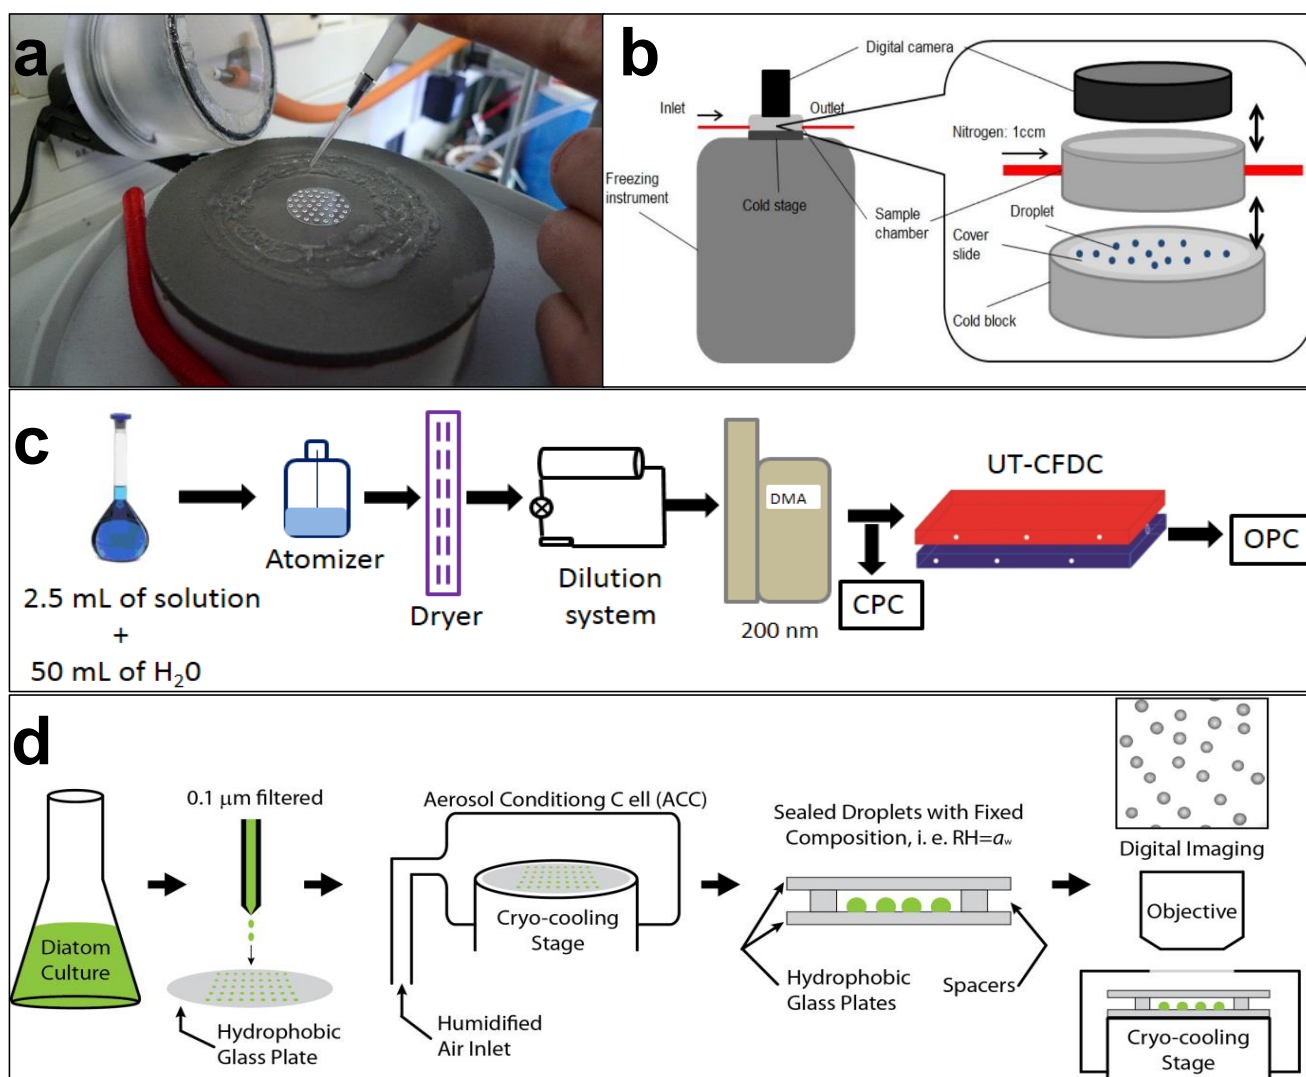 a
b
Digital camera
Inlet
Outlet
Nitrogen: 1ccm
Freezing
instrument
Cold stage
Sample
chamber
Droplet
Cover
slide
Cold block
c
UT-CFDC
DMA
OPC
Atomizer
Dilution
system
CPC
2.5 mL of solution
Dryer
+
200 nm
50 mL of H₂0
d
0.1 µm filtered
Aerosol Conditiong C ell (ACC)
Sealed Droplets with Fixed
Composition, i. e. RH=aw
Digital Imaging
Objective
Cryo-cooling
Stage
Diatom
Culture
Hydrophobic
Glass Plates
Spacers
Hydrophobic
Glass Plate
Humidified
Air Inlet
Cryo-cooling
Stage